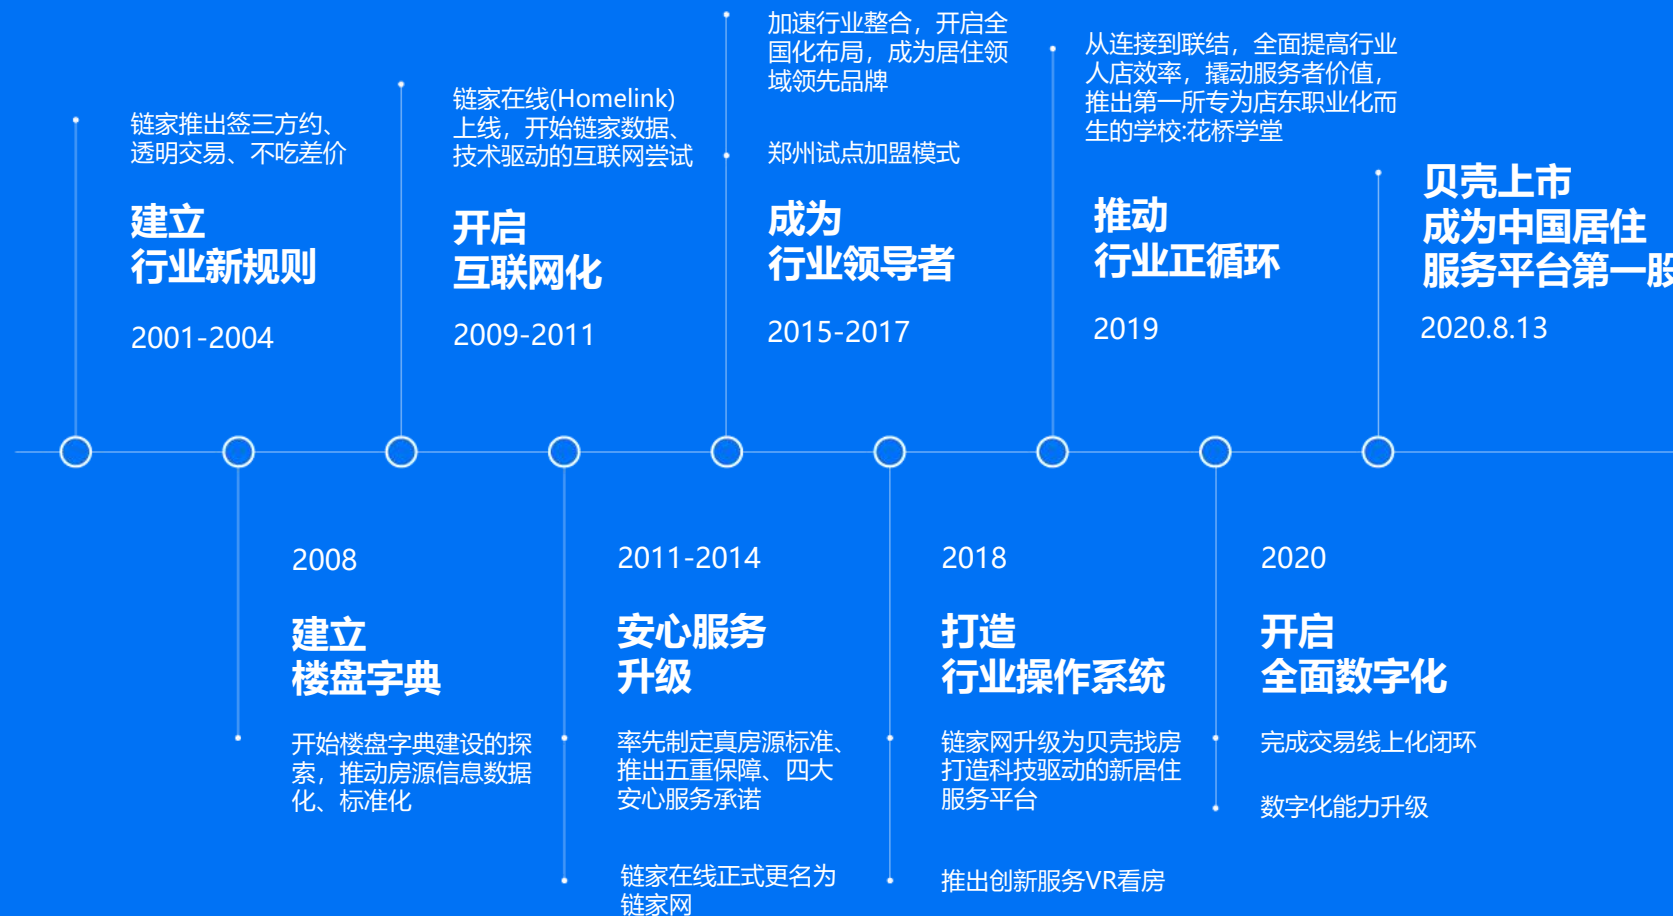 链家推出签三方约、
透明交易、不吃差价
建立
行业新规则
2001-2004
2008
建立
楼盘字典
开始楼盘字典建设的探
索，推动房源信息数据
化、标准化
链家在线(Homelink)
上线，开始链家数据、
技术驱动的互联网尝试
开启
互联网化
2009-2011
2011-2014
安心服务
升级
率先制定真房源标准、
推出五重保障、四大
安心服务承诺
链家在线正式更名为
链家网
加速行业整合，开启全
国化布局，成为居住领
域领先品牌
郑州试点加盟模式
成为
行业领导者
2015-2017
2018
打造
行业操作系统
链家网升级为贝壳找房
打造科技驱动的新居住
服务平台
推出创新服务VR看房
从连接到联结，全面提高行业
人店效率，撬动服务者价值，
推出第一所专为店东职业化而
生的学校:花桥学堂
推动
行业正循环
2019
2020
开启
全面数字化
完成交易线上化闭环
数字化能力升级
贝壳上市
成为中国居住
服务平台第一股
2020.8.13